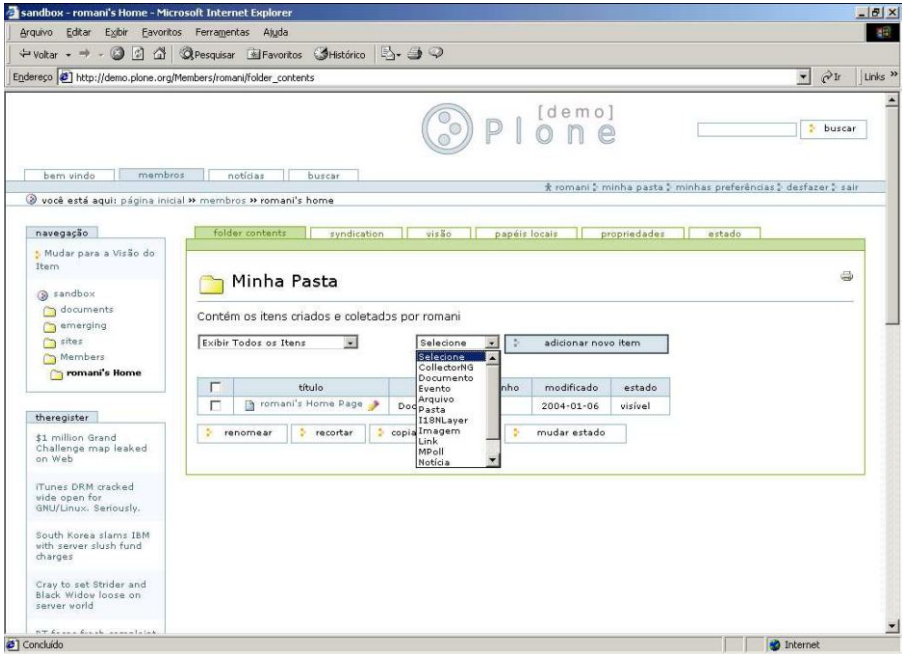 sandbox - romani's Home - Microsoft Internet Explorer
Arquivo Editar Exibir Favoritos Ferramentas Ajuda
Voltar Pesquisar Favoritos Histórico
Endereço http://demo.plone.org/Members/romani/folder_contents Ir Links »
[demo]
Plone
buscar
bem vindo membros notícias buscar
romani minha pasta minhas preferências desfazer sair
você está aqui: página inicial » membros » romani's home
navegação
Mudar para a Visão do
Item
sandbox
documents
emerging
sites
Members
romani's Home
theregister
$1 million Grand
Challenge map leaked
on Web
iTunes DRM cracked
wide open for
GNU/Linux. Seriously.
South Korea slams IBM
with server slush fund
charges
Cray to set Strider and
Black Widow loose on
server world
folder contents syndication visão papéis locais propriedades estado
Minha Pasta
Contém os itens criados e coletados por romani
Exibir Todos os Itens Selecione adicionar novo item
Selecione
CollectorNG
Documento
Evento
Arquivo
Pasta
I18NLayer
Imagem
Link
MPoll
Notícia
título nho modificado estado
romani's Home Page Doc 2004-01-06 visível
renomear recortar copia mudar estado
Concluído Internet